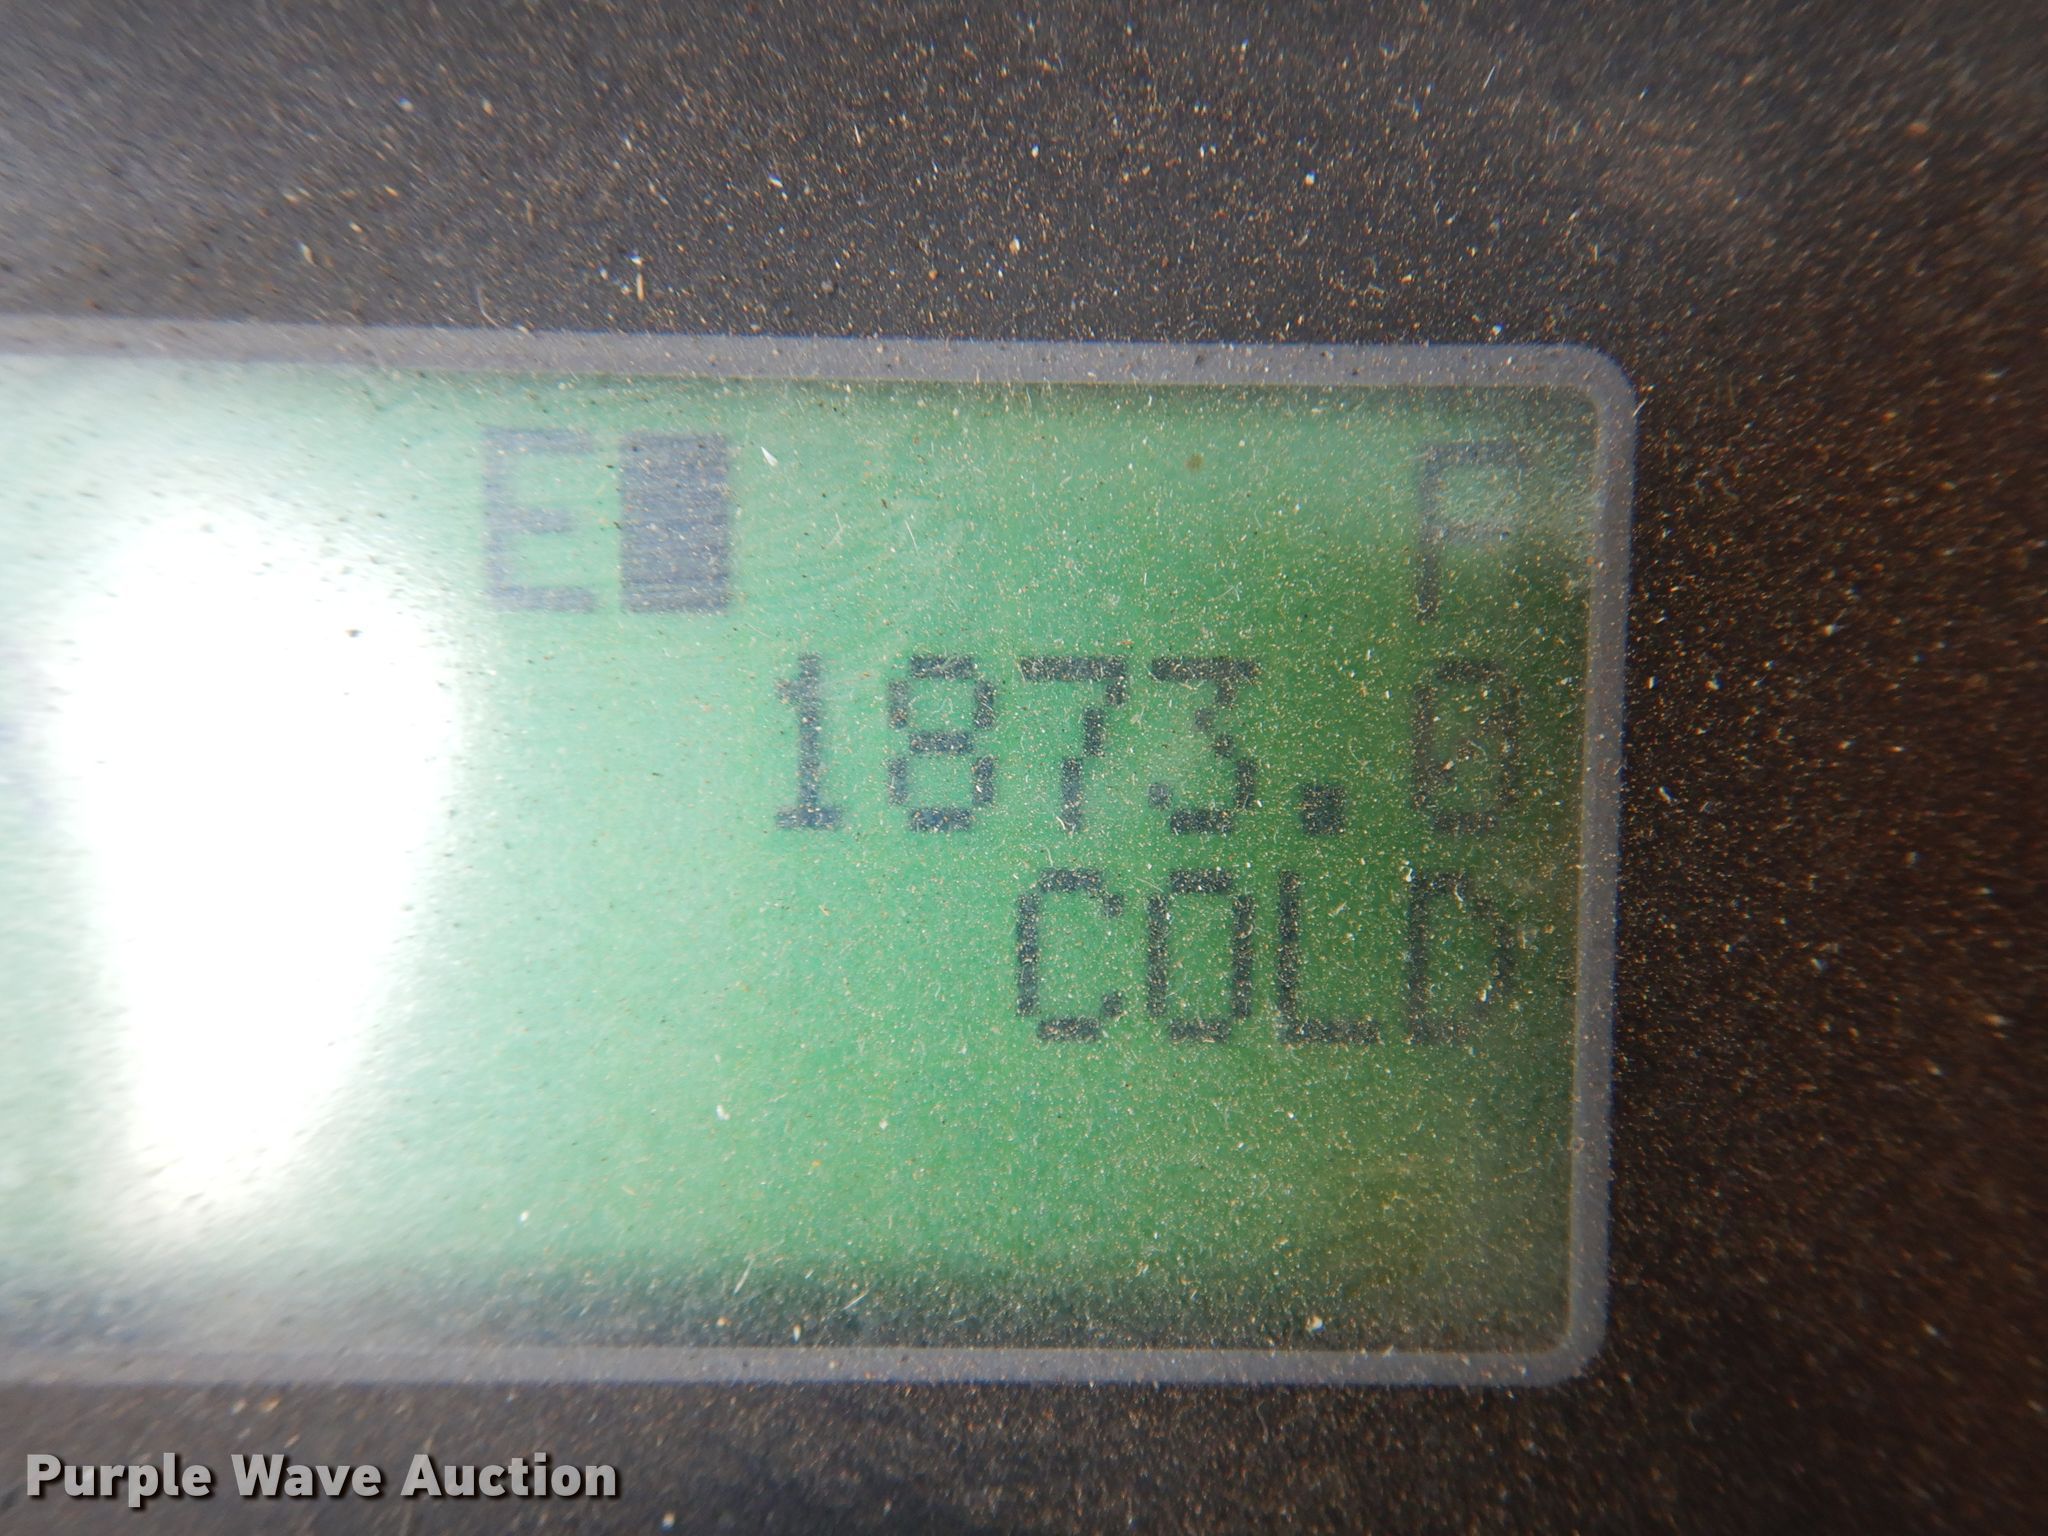 E F
1873.0
COLD
Purple Wave Auction